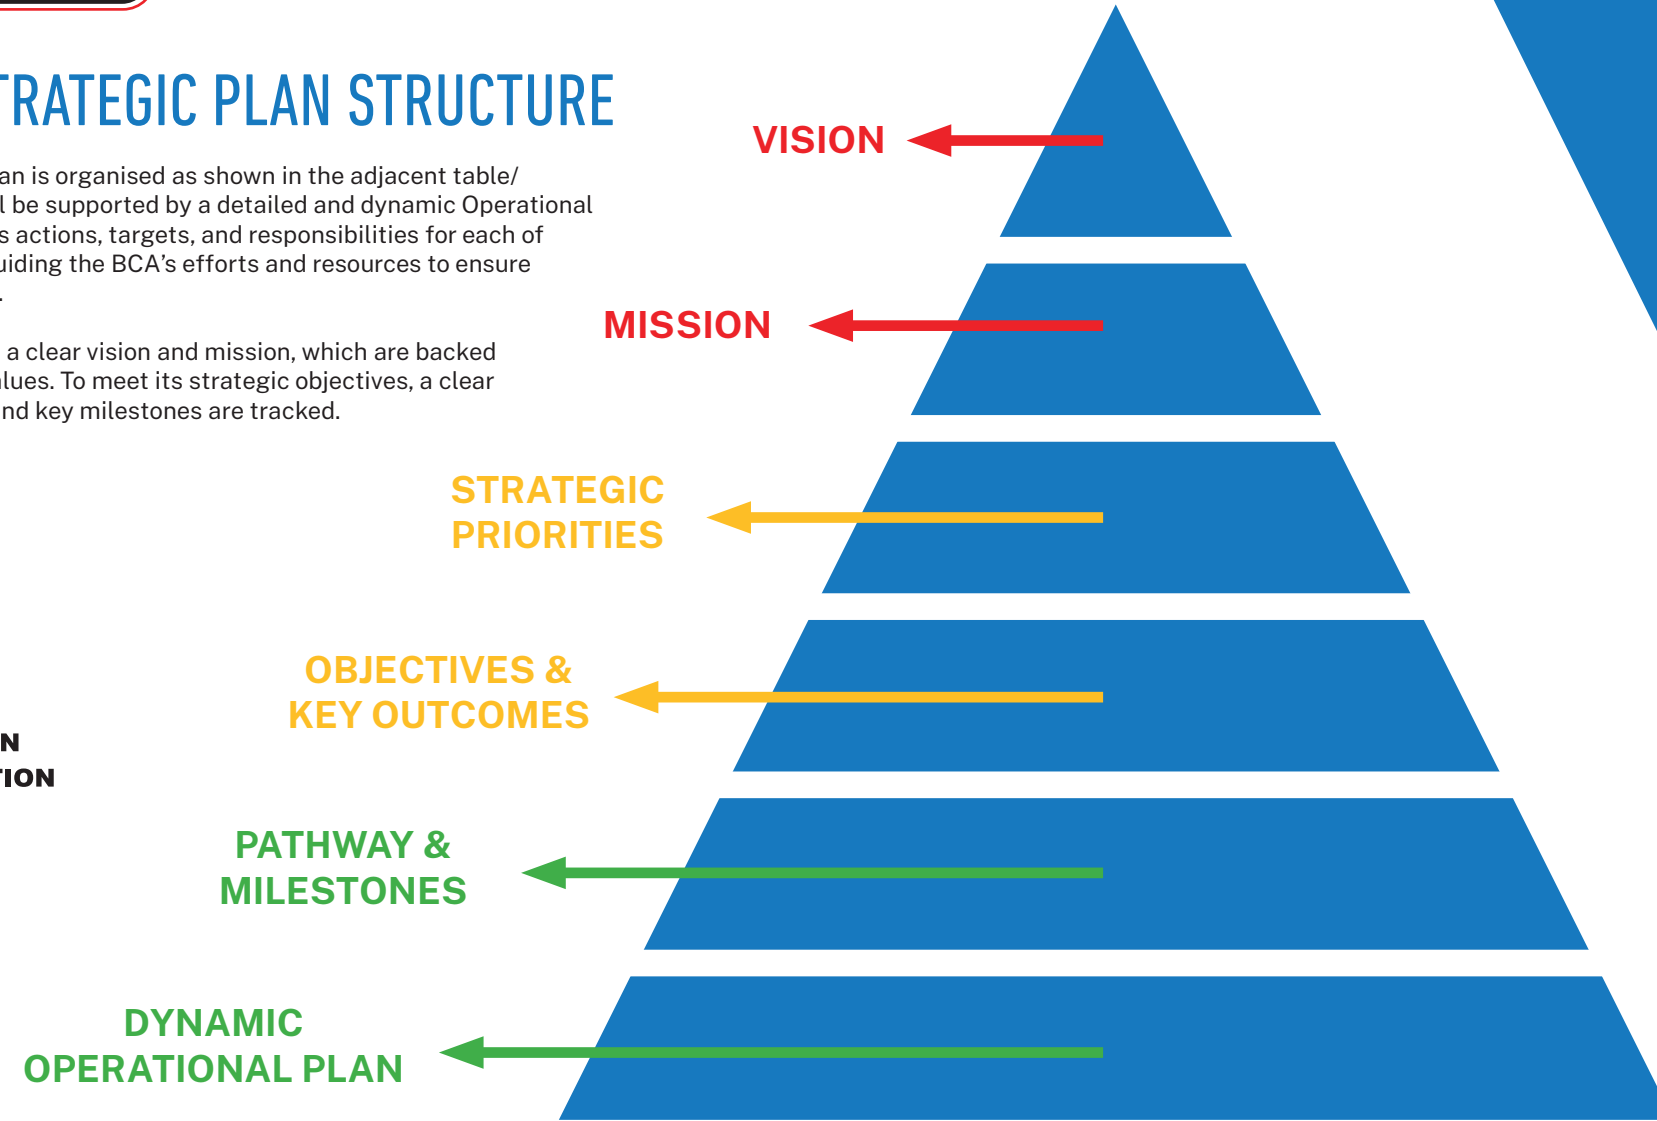 TRATEGIC PLAN STRUCTURE
an is organised as shown in the adjacent table/
l be supported by a detailed and dynamic Operational
s actions, targets, and responsibilities for each of
uiding the BCA's efforts and resources to ensure
.
a clear vision and mission, which are backed
alues. To meet its strategic objectives, a clear
nd key milestones are tracked.
VISION
MISSION
STRATEGIC
PRIORITIES
OBJECTIVES &
KEY OUTCOMES
N
TION
PATHWAY &
MILESTONES
DYNAMIC
OPERATIONAL PLAN